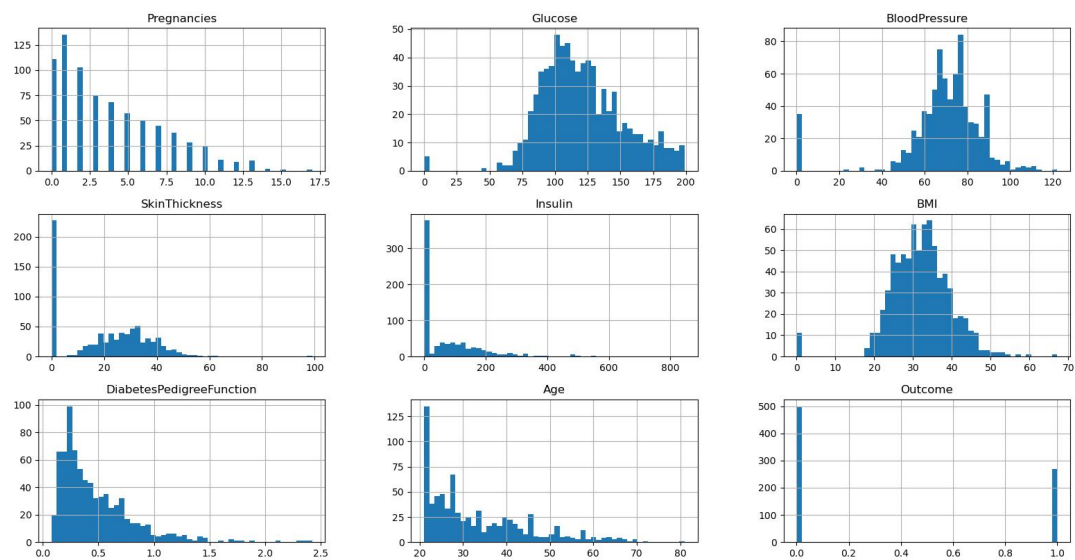 Pregnancies
125
100
75
50
25
0
0.0 2.5 5.0 7.5 10.0 12.5 15.0 17.5
Glucose
50
40
30
20
10
0
0 25 50 75 100 125 150 175 200
BloodPressure
80
60
40
20
0
0 20 40 60 80 100 120
SkinThickness
200
150
100
50
0
0 20 40 60 80 100
Insulin
300
200
100
0
0 200 400 600 800
BMI
60
50
40
30
20
10
0
0 10 20 30 40 50 60 70
DiabetesPedigreeFunction
100
80
60
40
20
0
0.0 0.5 1.0 1.5 2.0 2.5
Age
125
100
75
50
25
0
20 30 40 50 60 70 80
Outcome
500
400
300
200
100
0
0.0 0.2 0.4 0.6 0.8 1.0